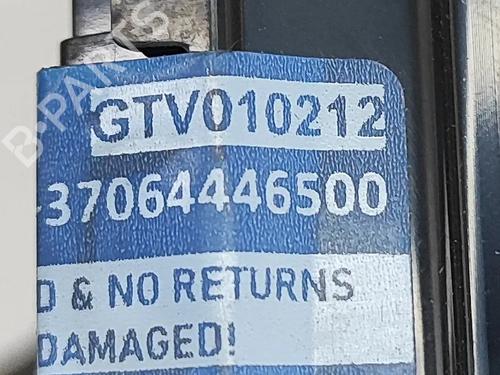 B-PARTS
GTV010212
-37064446500
D & NO RETURNS
DAMAGED!